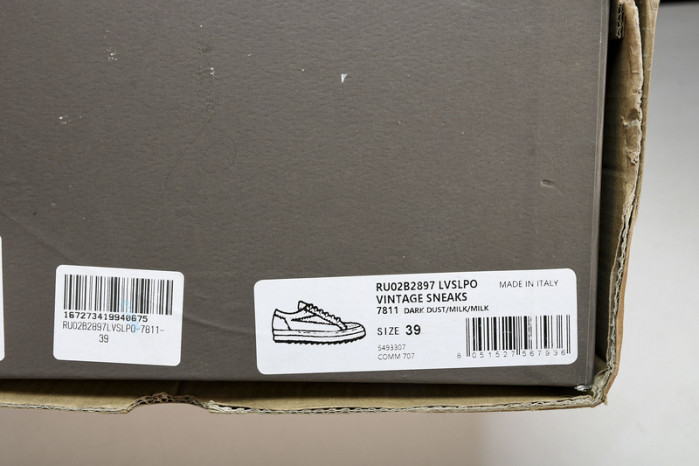 167273419940675
RU02B2897LVSLPO-7811-
39
RU02B2897 LVSLPO
VINTAGE SNEAKS
7811 DARK DUST/MILK/MILK
MADE IN ITALY
SIZE 39
5493307
COMM 707
8 051527 567936